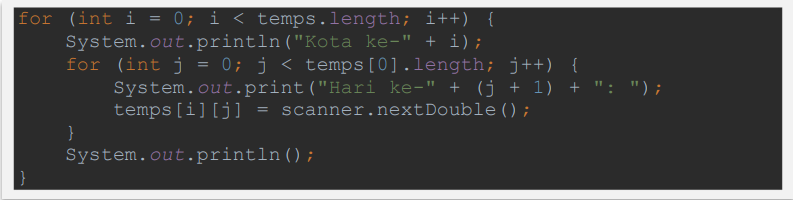 for (int i = 0; i < temps.length; i++) {
    System.out.println("Kota ke-" + i);
    for (int j = 0; j < temps[0].length; j++) {
        System.out.print("Hari ke-" + (j + 1) + ": ");
        temps[i][j] = scanner.nextDouble();
    }
    System.out.println();
}